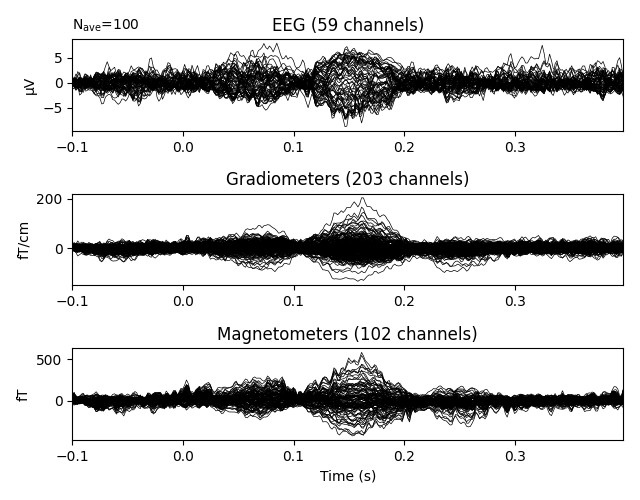 N_ave=100
EEG (59 channels)
µV
5
0
−5
−0.1 0.0 0.1 0.2 0.3
Gradiometers (203 channels)
fT/cm
200
0
−0.1 0.0 0.1 0.2 0.3
Magnetometers (102 channels)
fT
500
0
−0.1 0.0 0.1 0.2 0.3
Time (s)